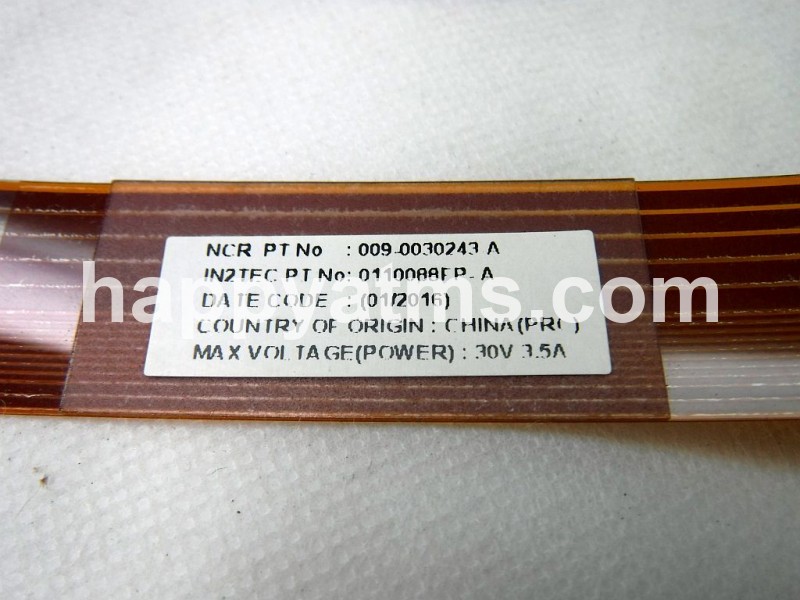 NCR PT No : 009-0030243 A
IN2TEC PT No: 0110088FP- A
DATE CODE : (01/2016)
COUNTRY OF ORIGIN : CHINA(PRC)
MAX VOLTAGE(POWER) : 30V 3.5A
happyatms.com